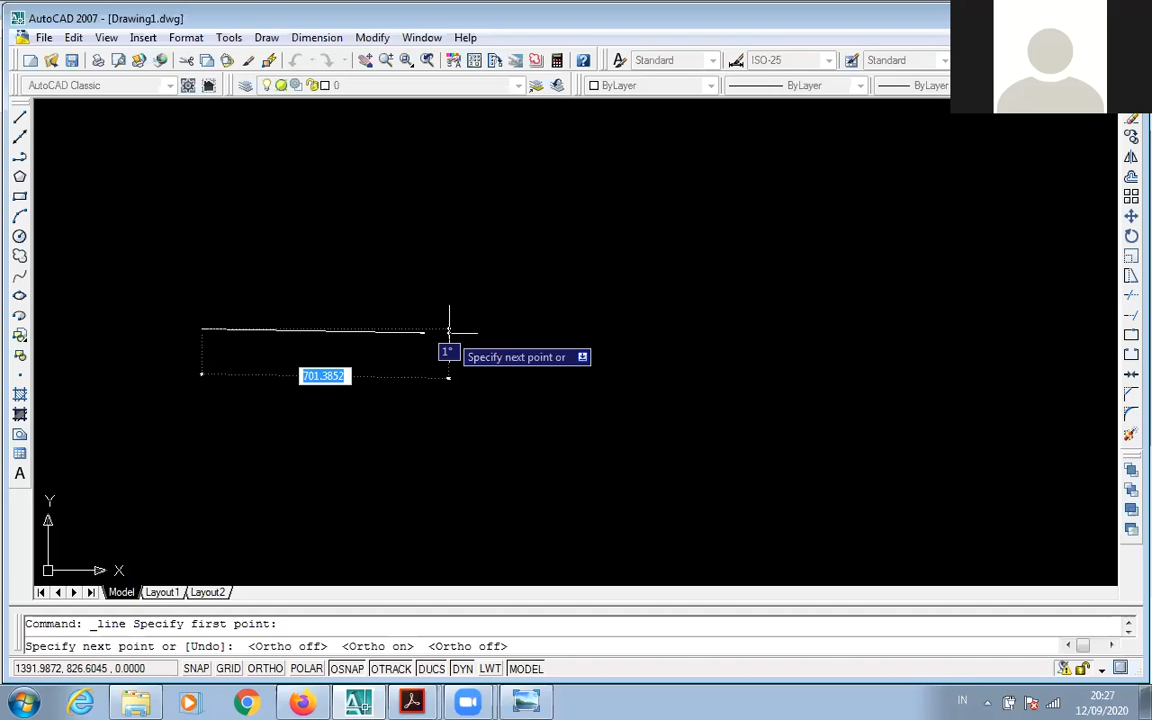 AutoCAD 2007 - [Drawing1.dwg]
File Edit View Insert Format Tools Draw Dimension Modify Window Help
Standard ISO-25 Standard
AutoCAD Classic 0 ByLayer ByLayer ByLayer
1° Specify next point or
701.3852
A
Y
X
Model Layout1 Layout2
Command: _line Specify first point:
Specify next point or [Undo]: <Ortho off> <Ortho on> <Ortho off>
1391.9872, 826.6045, 0.0000 SNAP GRID ORTHO POLAR OSNAP OTRACK DUCS DYN LWT MODEL
IN 20:27
12/09/2020